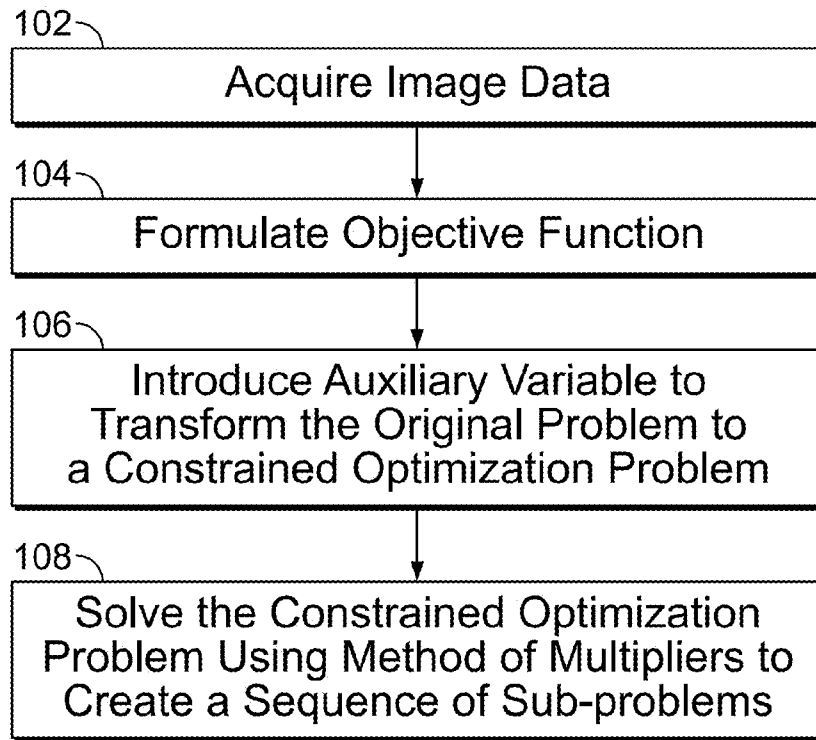 102
Acquire Image Data
104
Formulate Objective Function
106
Introduce Auxiliary Variable to
Transform the Original Problem to
a Constrained Optimization Problem
108
Solve the Constrained Optimization
Problem Using Method of Multipliers to
Create a Sequence of Sub-problems